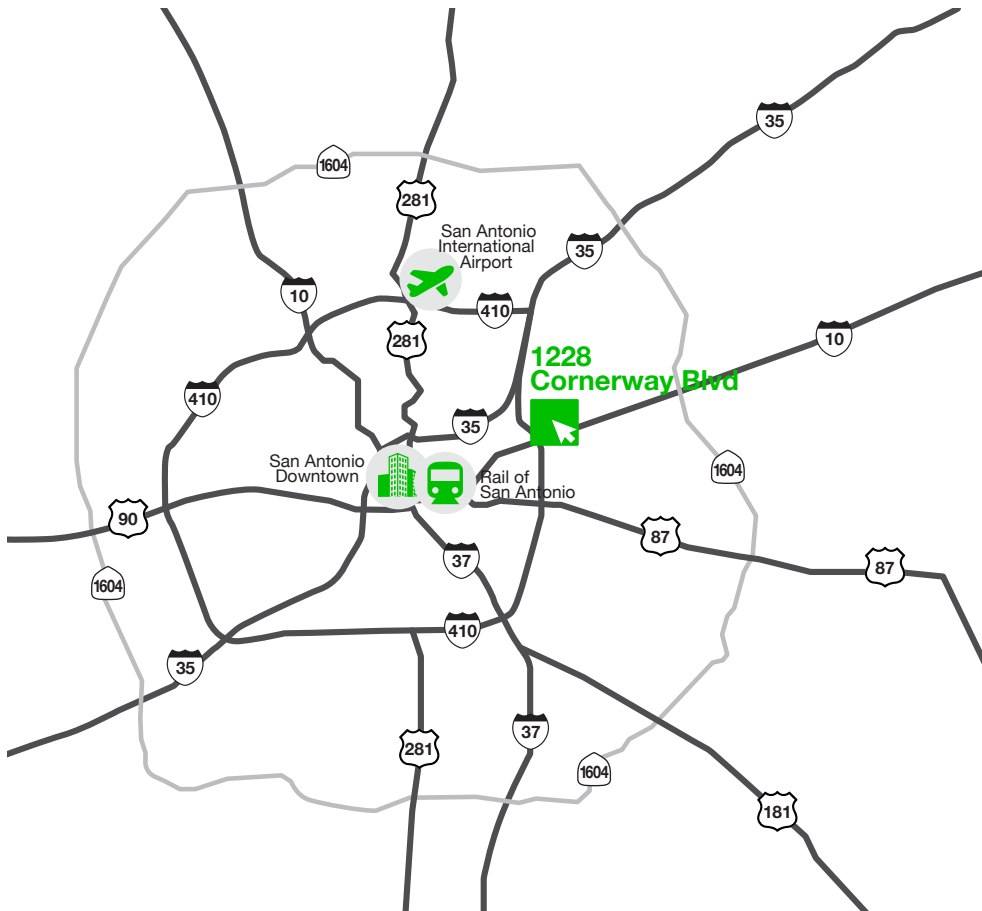 35
1604
281
San Antonio
International
Airport
35
10
410
281
10
1228
Cornerway Blvd
410
35
San Antonio
Downtown
Rail of
San Antonio
1604
90
87
37
87
1604
410
35
37
281
1604
181